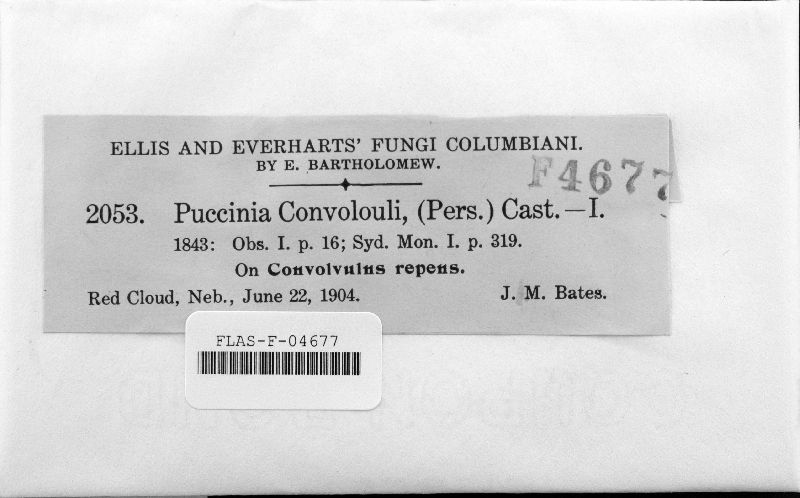 ELLIS AND EVERHARTS' FUNGI COLUMBIANI.
BY E. BARTHOLOMEW.
F4677
2053. Puccinia Convolouli, (Pers.) Cast.—I.
1843: Obs. I. p. 16; Syd. Mon. I. p. 319.
On Convolvulus repens.
Red Cloud, Neb., June 22, 1904. J. M. Bates.
FLAS-F-04677